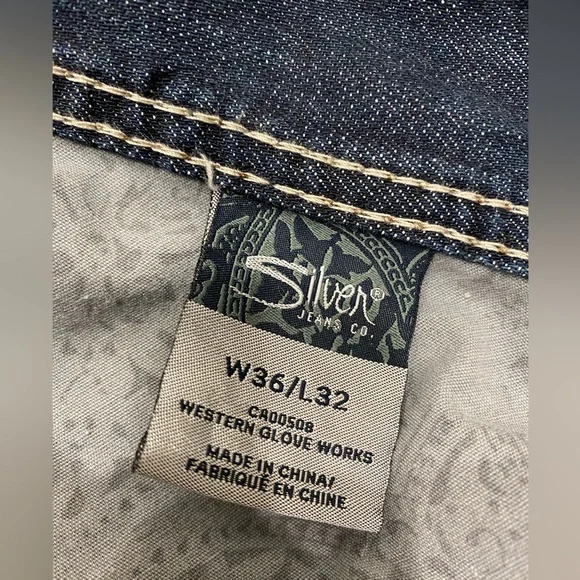 Silver®
JEANS CO.
W36/L32
CA00508
WESTERN GLOVE WORKS
MADE IN CHINA/
FABRIQUÉ EN CHINE